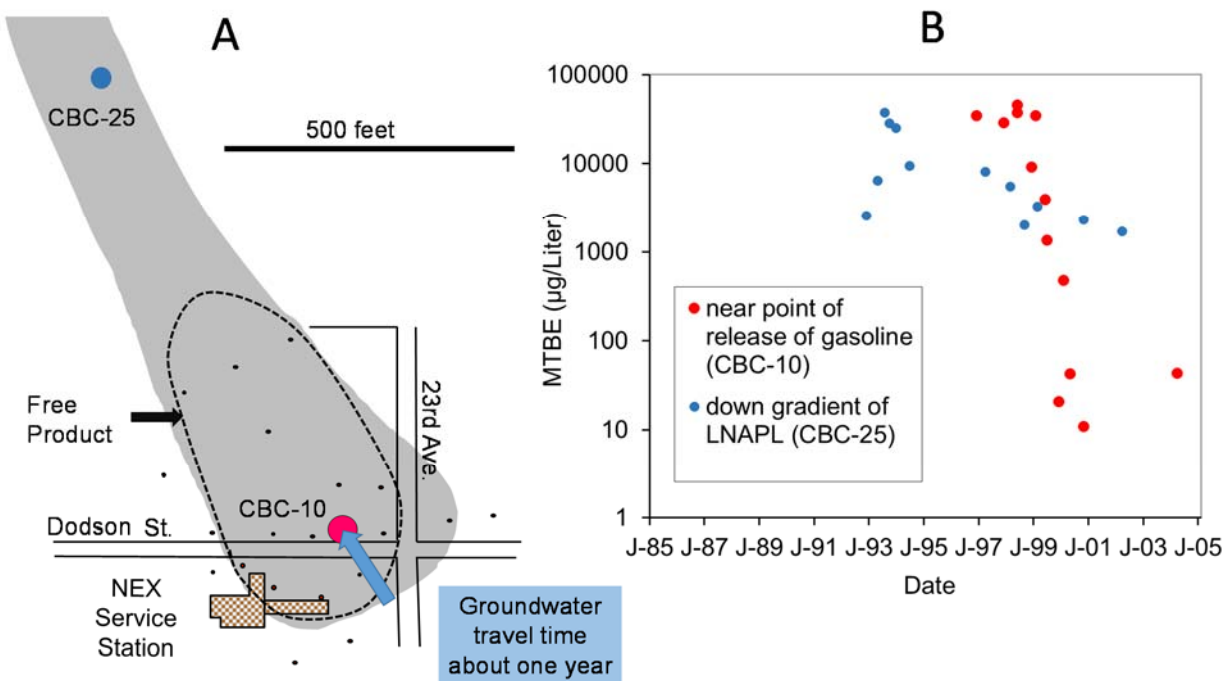 A
CBC-25
500 feet
23rd Ave.
Free
Product
CBC-10
Dodson St.
NEX
Service
Station
Groundwater
travel time
about one year
B
MTBE (µg/Liter)
100000
10000
1000
100
10
1
near point of
release of gasoline
(CBC-10)
down gradient of
LNAPL (CBC-25)
J-85 J-87 J-89 J-91 J-93 J-95 J-97 J-99 J-01 J-03 J-05
Date